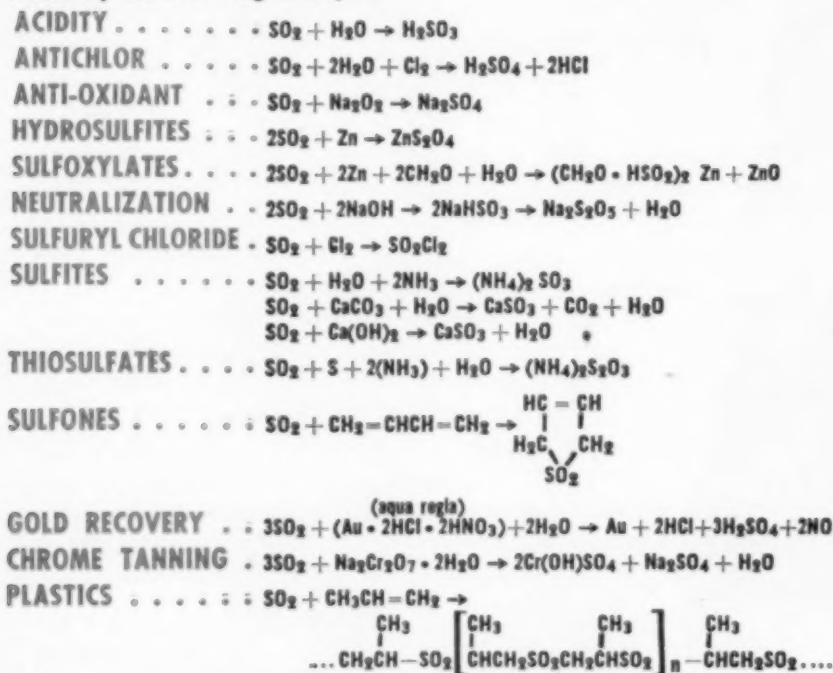 ACIDITY . . . . . . . SO₂ + H₂O → H₂SO₃
ANTICHLOR . . . . . SO₂ + 2H₂O + Cl₂ → H₂SO₄ + 2HCl
ANTI-OXIDANT . . . SO₂ + Na₂O₂ → Na₂SO₄
HYDROSULFITES . . . 2SO₂ + Zn → ZnS₂O₄
SULFOXYLATES . . . . 2SO₂ + 2Zn + 2CH₂O + H₂O → (CH₂O • HSO₂)₂ Zn + ZnO
NEUTRALIZATION . . 2SO₂ + 2NaOH → 2NaHSO₃ → Na₂S₂O₅ + H₂O
SULFURYL CHLORIDE . SO₂ + Cl₂ → SO₂Cl₂
SULFITES . . . . . . SO₂ + H₂O + 2NH₃ → (NH₄)₂ SO₃
SO₂ + CaCO₃ + H₂O → CaSO₃ + CO₂ + H₂O
SO₂ + Ca(OH)₂ → CaSO₃ + H₂O
THIOSULFATES . . . . SO₂ + S + 2(NH₃) + H₂O → (NH₄)₂S₂O₃
HC = CH
SULFONES . . . . . . SO₂ + CH₂=CHCH=CH₂ →
H₂C CH₂
SO₂
(aqua regia)
GOLD RECOVERY . . 3SO₂ + (Au • 2HCl • 2HNO₃) + 2H₂O → Au + 2HCl + 3H₂SO₄ + 2NO
CHROME TANNING . 3SO₂ + Na₂Cr₂O₇ • 2H₂O → 2Cr(OH)SO₄ + Na₂SO₄ + H₂O
PLASTICS . . . . . . SO₂ + CH₃CH=CH₂ →
CH₃ CH₃ CH₃ CH₃
.... CH₂CH—SO₂ [CHCH₂SO₂CH₂CHSO₂]n —CHCH₂SO₂....